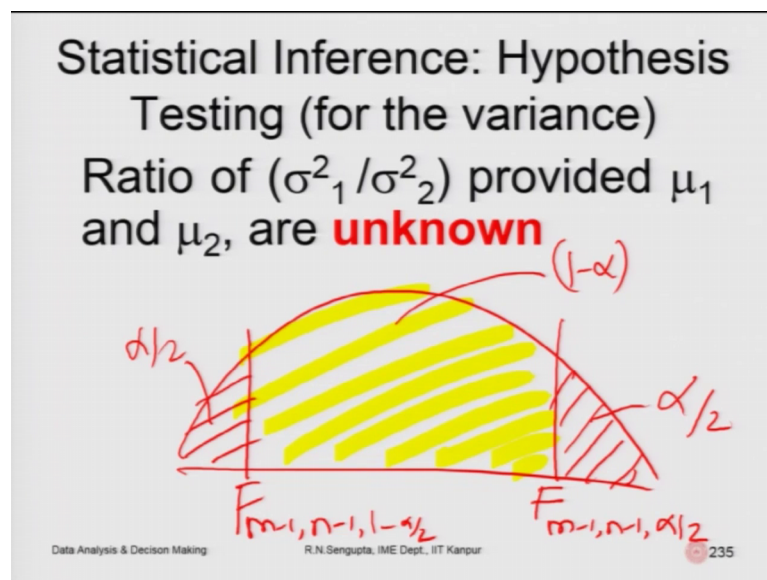 Statistical Inference: Hypothesis
Testing (for the variance)
Ratio of (σ²₁/σ²₂) provided μ₁
and μ₂, are unknown
(1-α)
α/2
α/2
F m-1, n-1, 1-α/2
F m-1, n-1, α/2
Data Analysis & Decison Making
R.N.Sengupta, IME Dept., IIT Kanpur
235